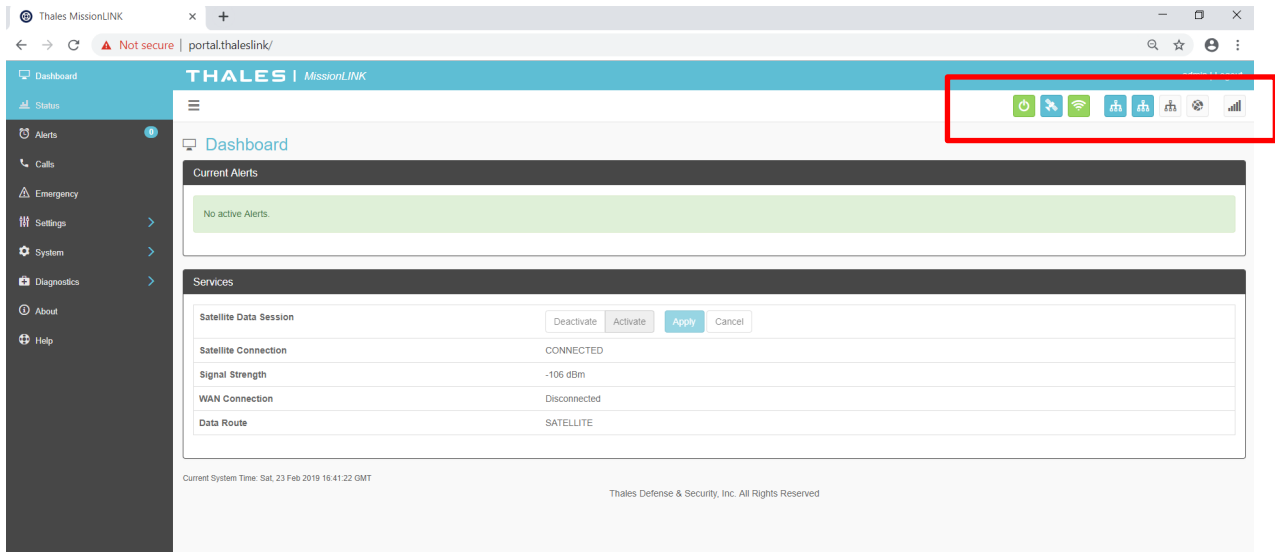 Thales MissionLINK
Not secure | portal.thaleslink/
Dashboard
THALES | MissionLINK
Status
Alerts 0
Dashboard
Calls
Current Alerts
Emergency
No active Alerts.
Settings
System
Diagnostics
Services
About
Satellite Data Session Deactivate Activate Apply Cancel
Help
Satellite Connection CONNECTED
Signal Strength -106 dBm
WAN Connection Disconnected
Data Route SATELLITE
Current System Time: Sat, 23 Feb 2019 16:41:22 GMT
Thales Defense & Security, Inc. All Rights Reserved